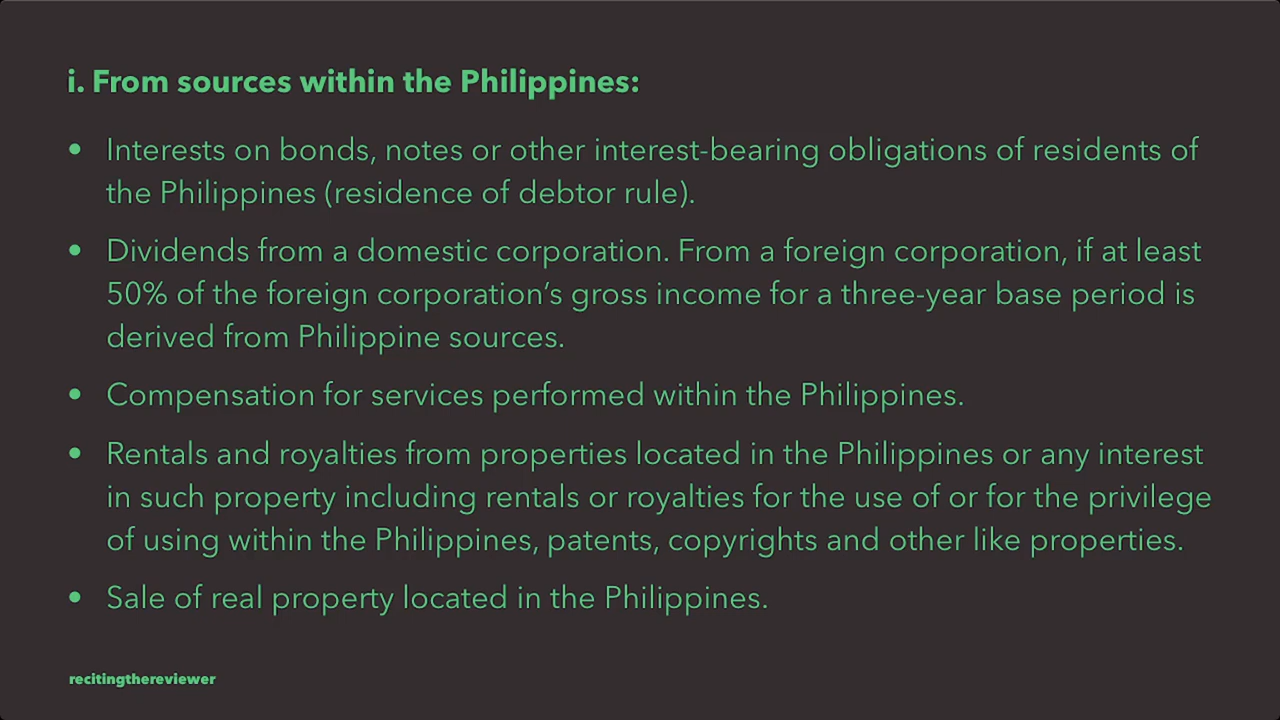 i. From sources within the Philippines:
• Interests on bonds, notes or other interest-bearing obligations of residents of
the Philippines (residence of debtor rule).
• Dividends from a domestic corporation. From a foreign corporation, if at least
50% of the foreign corporation’s gross income for a three-year base period is
derived from Philippine sources.
• Compensation for services performed within the Philippines.
• Rentals and royalties from properties located in the Philippines or any interest
in such property including rentals or royalties for the use of or for the privilege
of using within the Philippines, patents, copyrights and other like properties.
• Sale of real property located in the Philippines.
recitingthereviewer